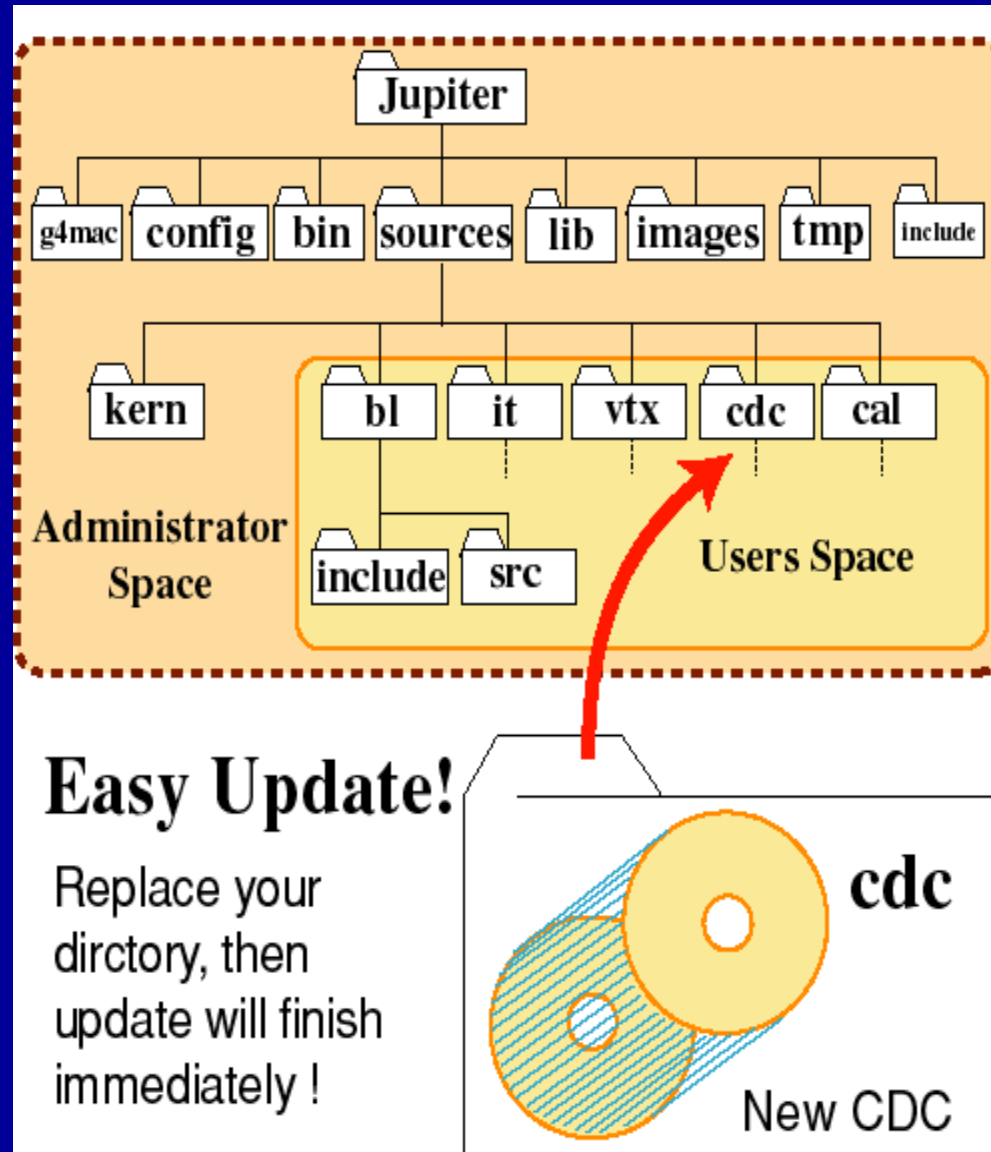 Jupiter
g4mac config bin sources lib images tmp include
kern bl it vtx cdc cal
Administrator
Space
include src
Users Space
Easy Update!
Replace your
dirctory, then
update will finish
immediately !
cdc
New CDC